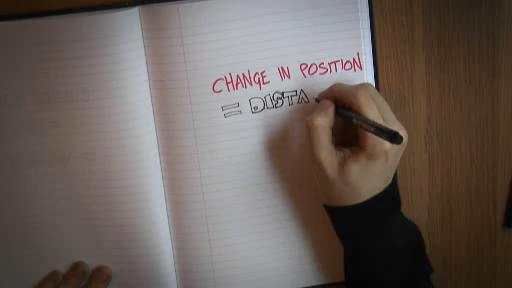 CHANGE IN POSITION
= DISTA